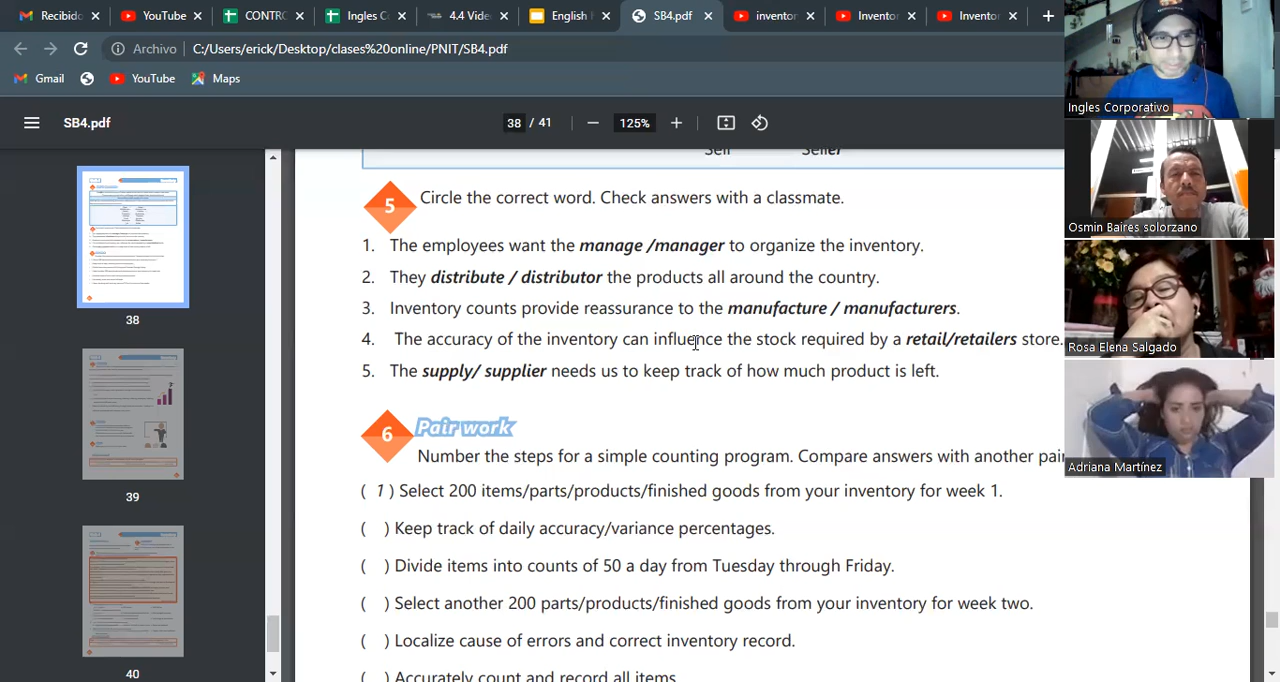 Recibido
YouTube
CONTRO
Ingles C
4,4 Vide
English
SB4.pdf
inventor
Inventor
Inventor
Archivo
C:/Users/erick/Desktop/clases%20online/PNIT/SB4.pdf
Gmail
YouTube
Maps
SB4.pdf
38 / 41
125%
Sell Seller
5 Circle the correct word. Check answers with a classmate.
1. The employees want the manage /manager to organize the inventory.
2. They distribute / distributor the products all around the country.
3. Inventory counts provide reassurance to the manufacture / manufacturers.
4. The accuracy of the inventory can influence the stock required by a retail/retailers store.
5. The supply/ supplier needs us to keep track of how much product is left.
6 Pair work
Number the steps for a simple counting program. Compare answers with another pai
( 1 ) Select 200 items/parts/products/finished goods from your inventory for week 1.
( ) Keep track of daily accuracy/variance percentages.
( ) Divide items into counts of 50 a day from Tuesday through Friday.
( ) Select another 200 parts/products/finished goods from your inventory for week two.
( ) Localize cause of errors and correct inventory record.
( ) Accurately count and record all items.
38
39
40
Ingles Corporativo
Osmin Baires solorzano
Rosa Elena Salgado
Adriana Martínez